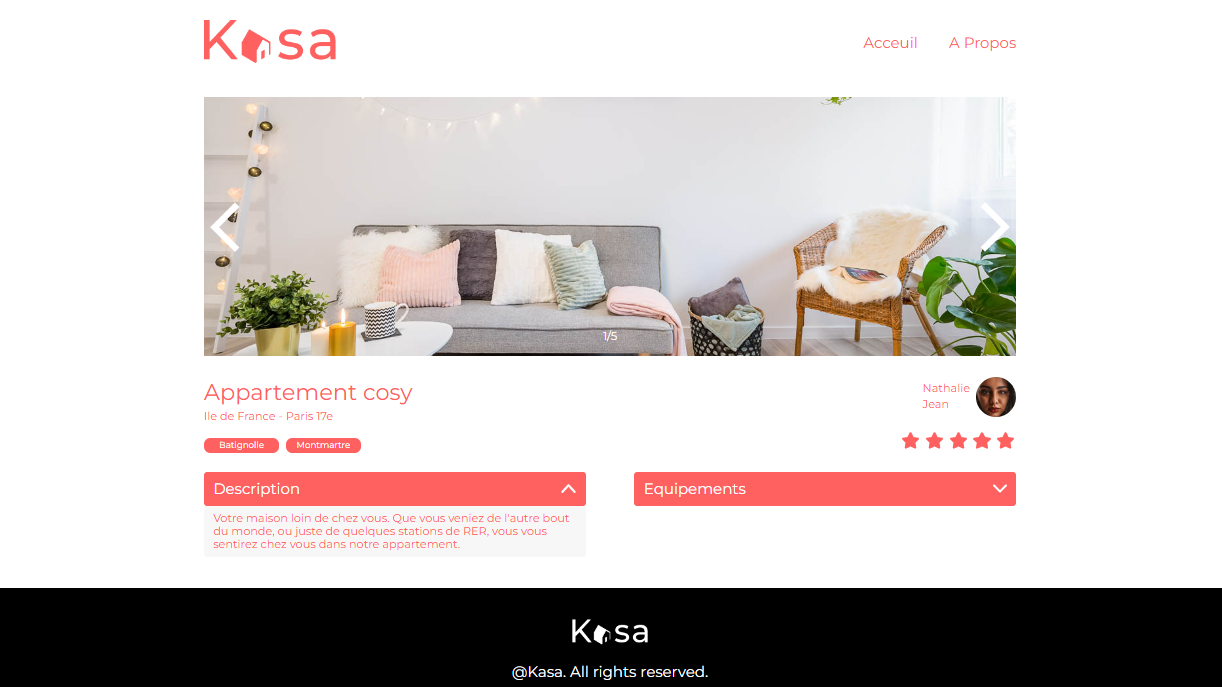 Kasa
Acceuil A Propos
1/5
Appartement cosy
Ile de France - Paris 17e
Batignolle Montmartre
Nathalie
Jean
Description
Votre maison loin de chez vous. Que vous veniez de l'autre bout
du monde, ou juste de quelques stations de RER, vous vous
sentirez chez vous dans notre appartement.
Equipements
Kasa
@Kasa. All rights reserved.